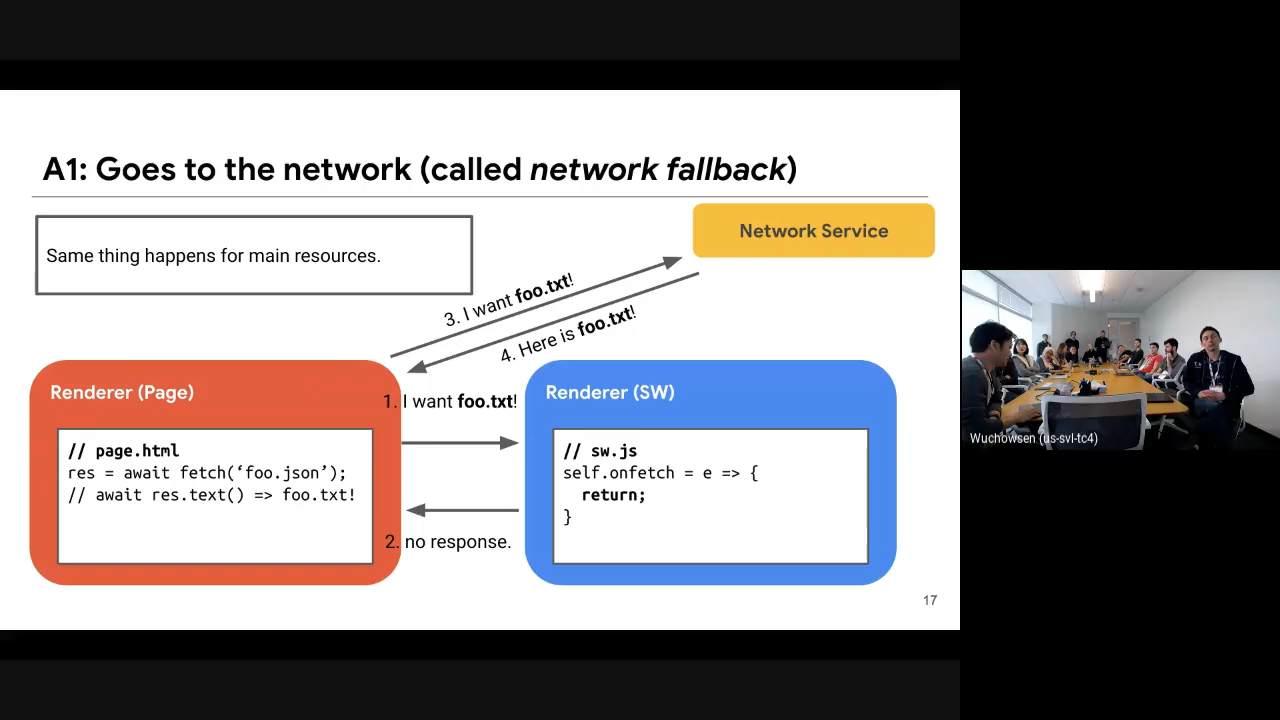 A1: Goes to the network (called network fallback)
Same thing happens for main resources.
Network Service
3. I want foo.txt!
4. Here is foo.txt!
Renderer (Page)
1. I want foo.txt!
// page.html
res = await fetch(‘foo.json’);
// await res.text() => foo.txt!
2. no response.
Renderer (SW)
// sw.js
self.onfetch = e => {
return;
}
17
Wuchowsen (us-svl-tc4)